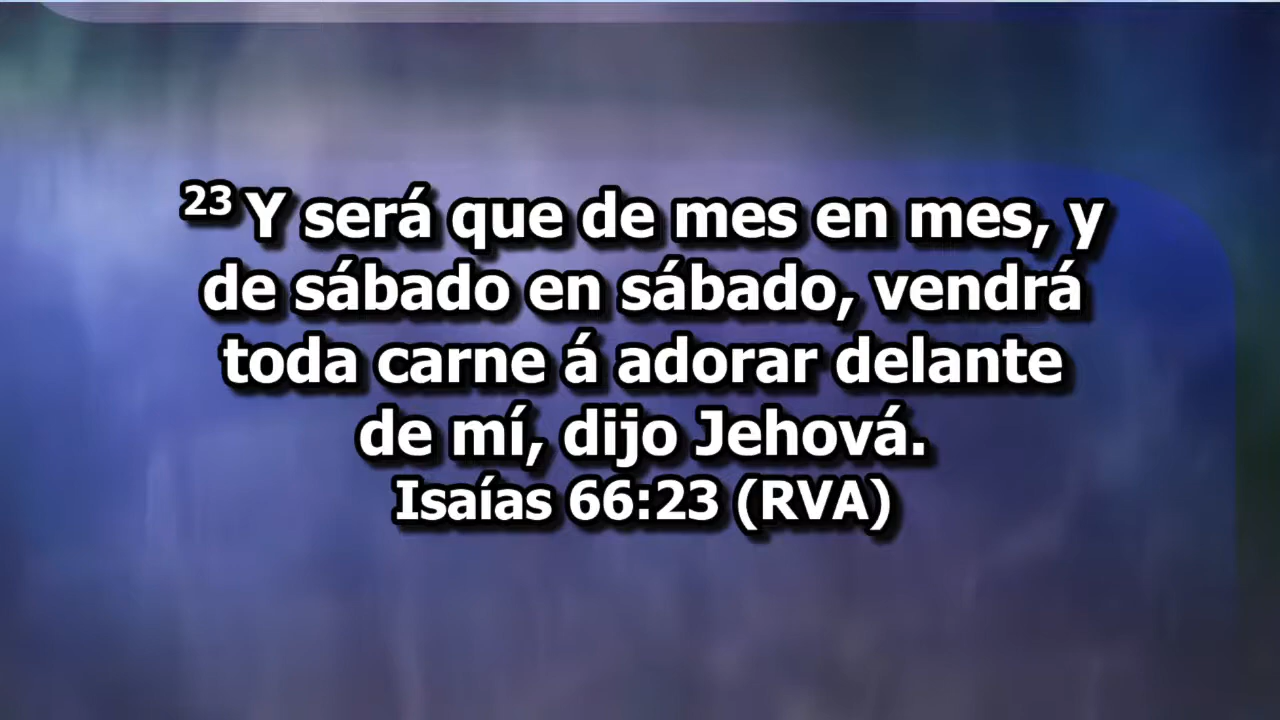 23 Y será que de mes en mes, y
de sábado en sábado, vendrá
toda carne á adorar delante
de mí, dijo Jehová.
Isaías 66:23 (RVA)